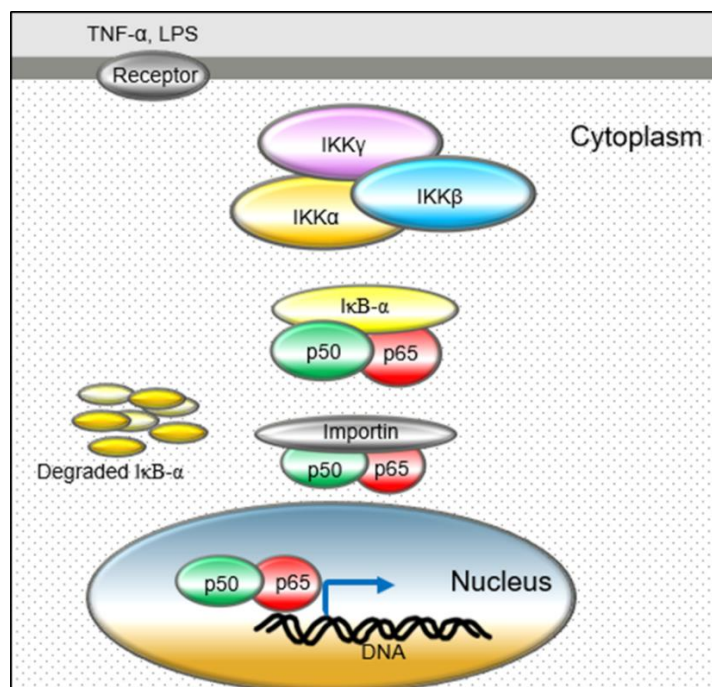 TNF-α, LPS
Receptor
Cytoplasm
IKKγ
IKKβ
IKKα
IκB-α
p50 p65
Importin
p50 p65
Degraded IκB-α
p50 p65
Nucleus
DNA